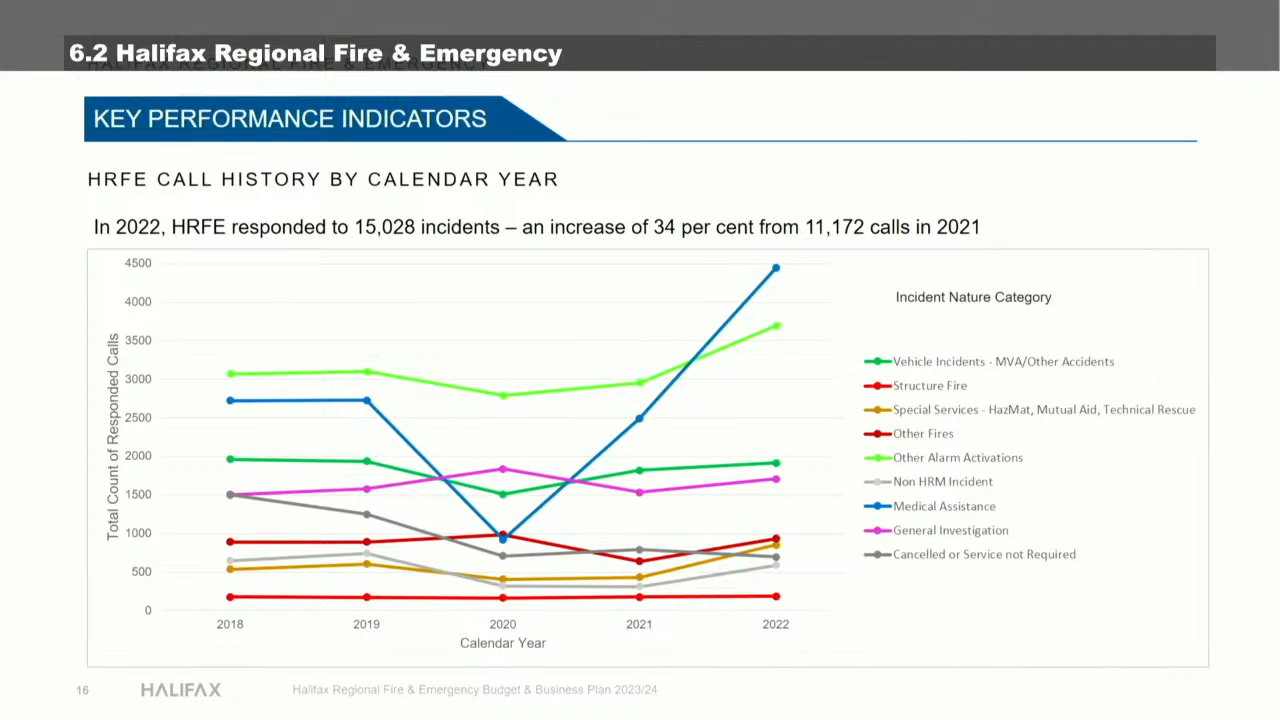 6.2 Halifax Regional Fire & Emergency
HALIFAX REGIONAL FIRE & EMERGENCY
KEY PERFORMANCE INDICATORS
HRFE CALL HISTORY BY CALENDAR YEAR
In 2022, HRFE responded to 15,028 incidents – an increase of 34 per cent from 11,172 calls in 2021
4500
4000
3500
3000
2500
2000
1500
1000
500
0
Total Count of Responded Calls
2018 2019 2020 2021 2022
Calendar Year
Incident Nature Category
Vehicle Incidents - MVA/Other Accidents
Structure Fire
Special Services - HazMat, Mutual Aid, Technical Rescue
Other Fires
Other Alarm Activations
Non HRM Incident
Medical Assistance
General Investigation
Cancelled or Service not Required
16 HALIFAX Halifax Regional Fire & Emergency Budget & Business Plan 2023/24